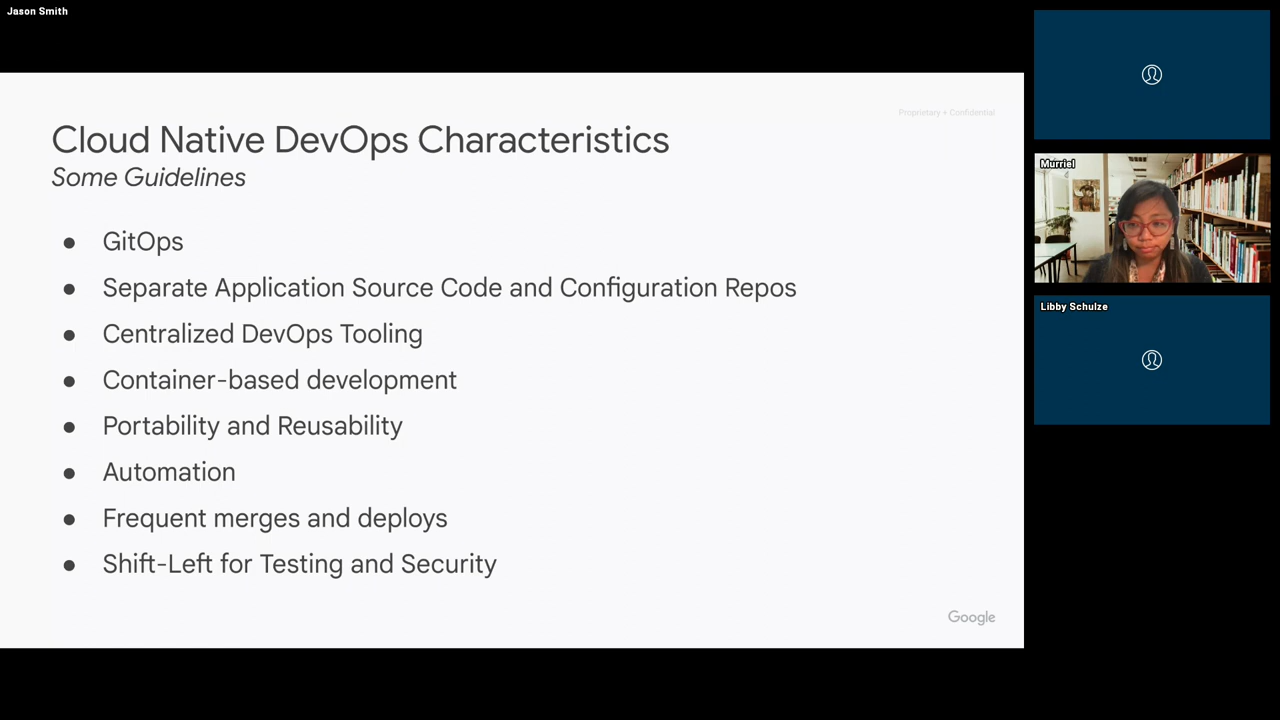 Jason Smith
Proprietary + Confidential
Cloud Native DevOps Characteristics
Some Guidelines
● GitOps
● Separate Application Source Code and Configuration Repos
● Centralized DevOps Tooling
● Container-based development
● Portability and Reusability
● Automation
● Frequent merges and deploys
● Shift-Left for Testing and Security
Google
Murriel
Libby Schulze